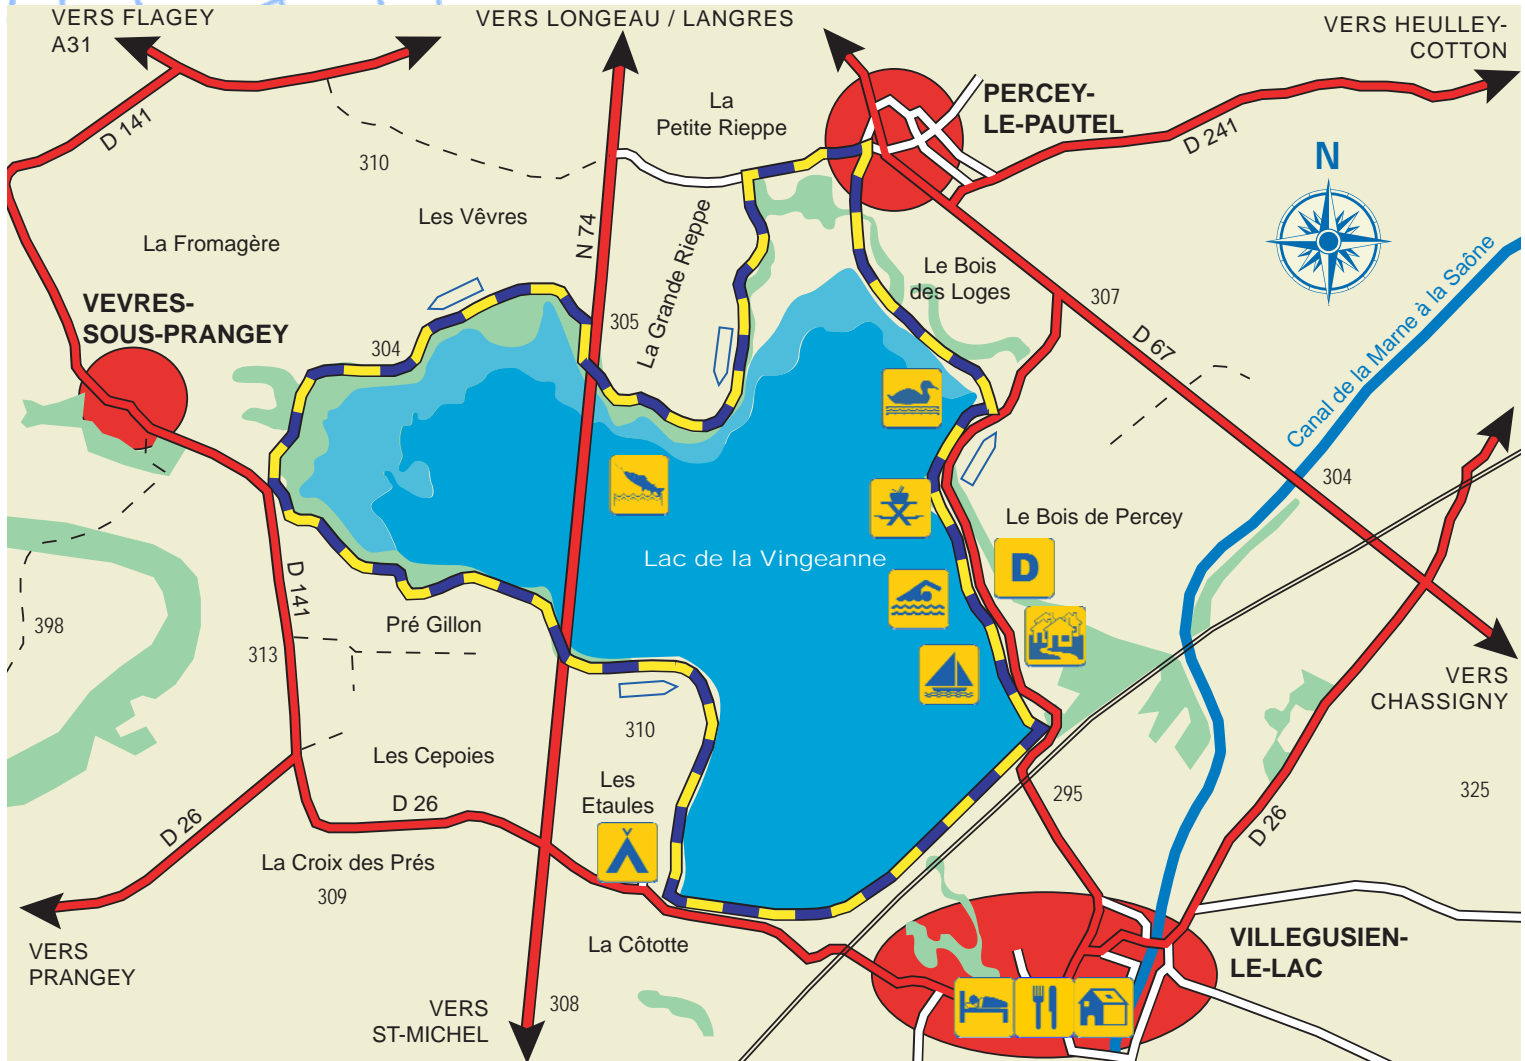 VERS FLAGEY
A31
VERS LONGEAU / LANGRES
VERS HEULLEY-
COTTON
La
Petite Rieppe
PERCEY-
LE-PAUTEL
D 141
310
D 241
N
Les Vêvres
La Fromagère
N 74
La Grande Rieppe
Le Bois
des Loges
307
VEVRES-
SOUS-PRANGEY
305
304
D 67
Canal de la Marne à la Saône
304
Le Bois de Percey
Lac de la Vingeanne
D
D 141
398
Pré Gillon
313
VERS
CHASSIGNY
310
Les Cepoies
Les
Etaules
295
325
D 26
D 26
D 26
La Croix des Prés
309
La Côtotte
VERS
PRANGEY
VILLEGUSIEN-
LE-LAC
VERS
ST-MICHEL
308